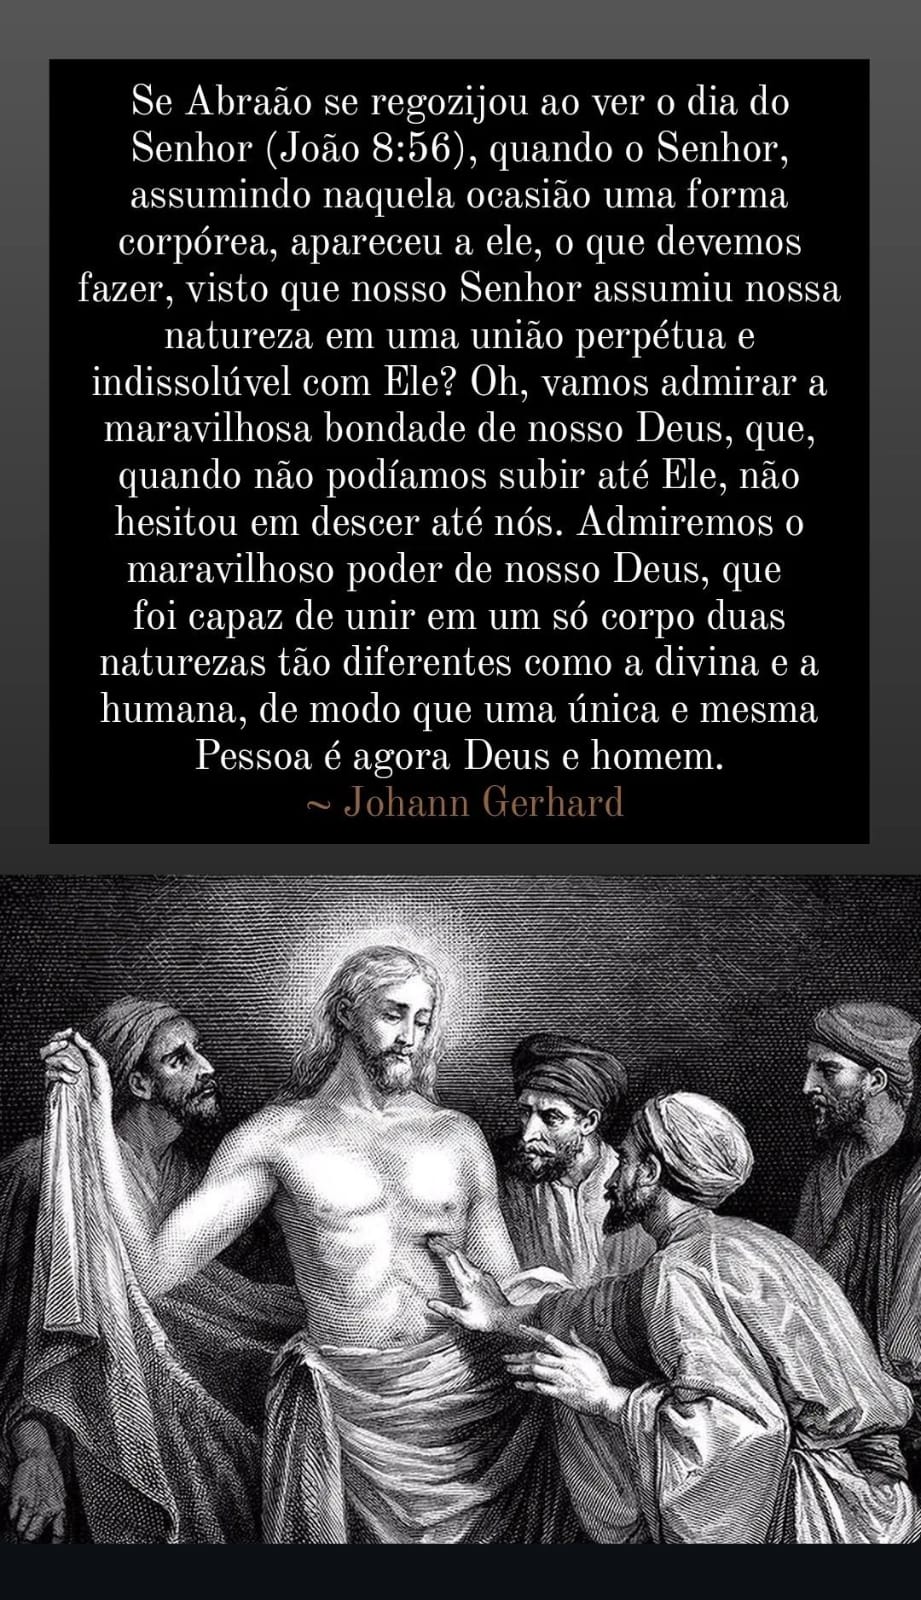 Se Abraão se regozijou ao ver o dia do
Senhor (João 8:56), quando o Senhor,
assumindo naquela ocasião uma forma
corpórea, apareceu a ele, o que devemos
fazer, visto que nosso Senhor assumiu nossa
natureza em uma união perpétua e
indissolúvel com Ele? Oh, vamos admirar a
maravilhosa bondade de nosso Deus, que,
quando não podíamos subir até Ele, não
hesitou em descer até nós. Admiremos o
maravilhoso poder de nosso Deus, que
foi capaz de unir em um só corpo duas
naturezas tão diferentes como a divina e a
humana, de modo que uma única e mesma
Pessoa é agora Deus e homem.
~ Johann Gerhard